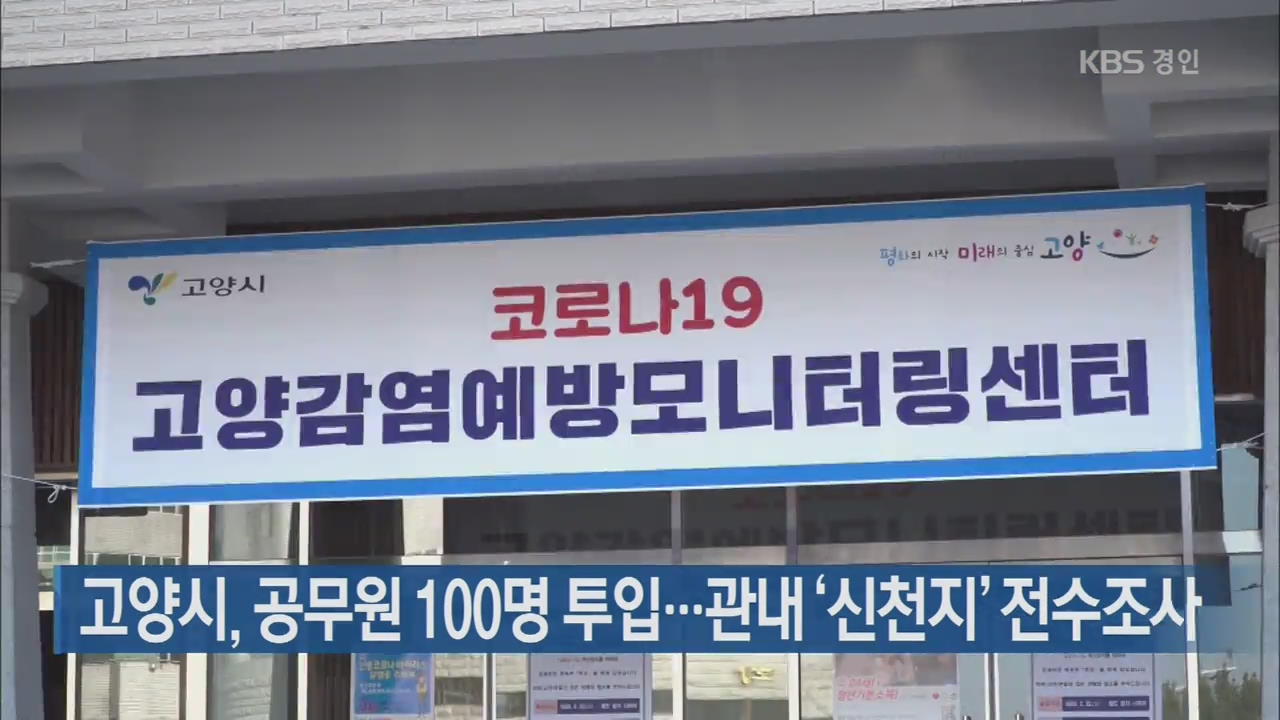 KBS 경인
고양시
평화의 시작 미래의 중심 고양
코로나19
고양감염예방모니터링센터
고양시, 공무원 100명 투입…관내 ‘신천지’ 전수조사